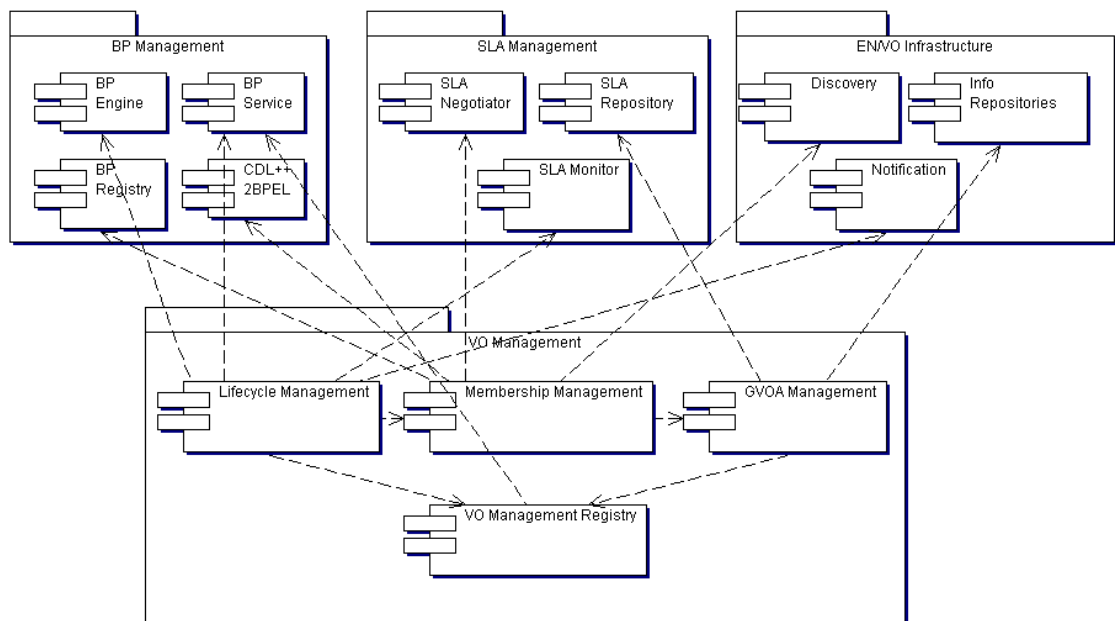 BP Management
BP
Engine
BP
Service
BP
Registry
CDL++
2BPEL
SLA Management
SLA
Negotiator
SLA
Repository
SLA Monitor
EN/VO Infrastructure
Discovery
Info
Repositories
Notification
VO Management
Lifecycle Management
Membership Management
GVOA Management
VO Management Registry